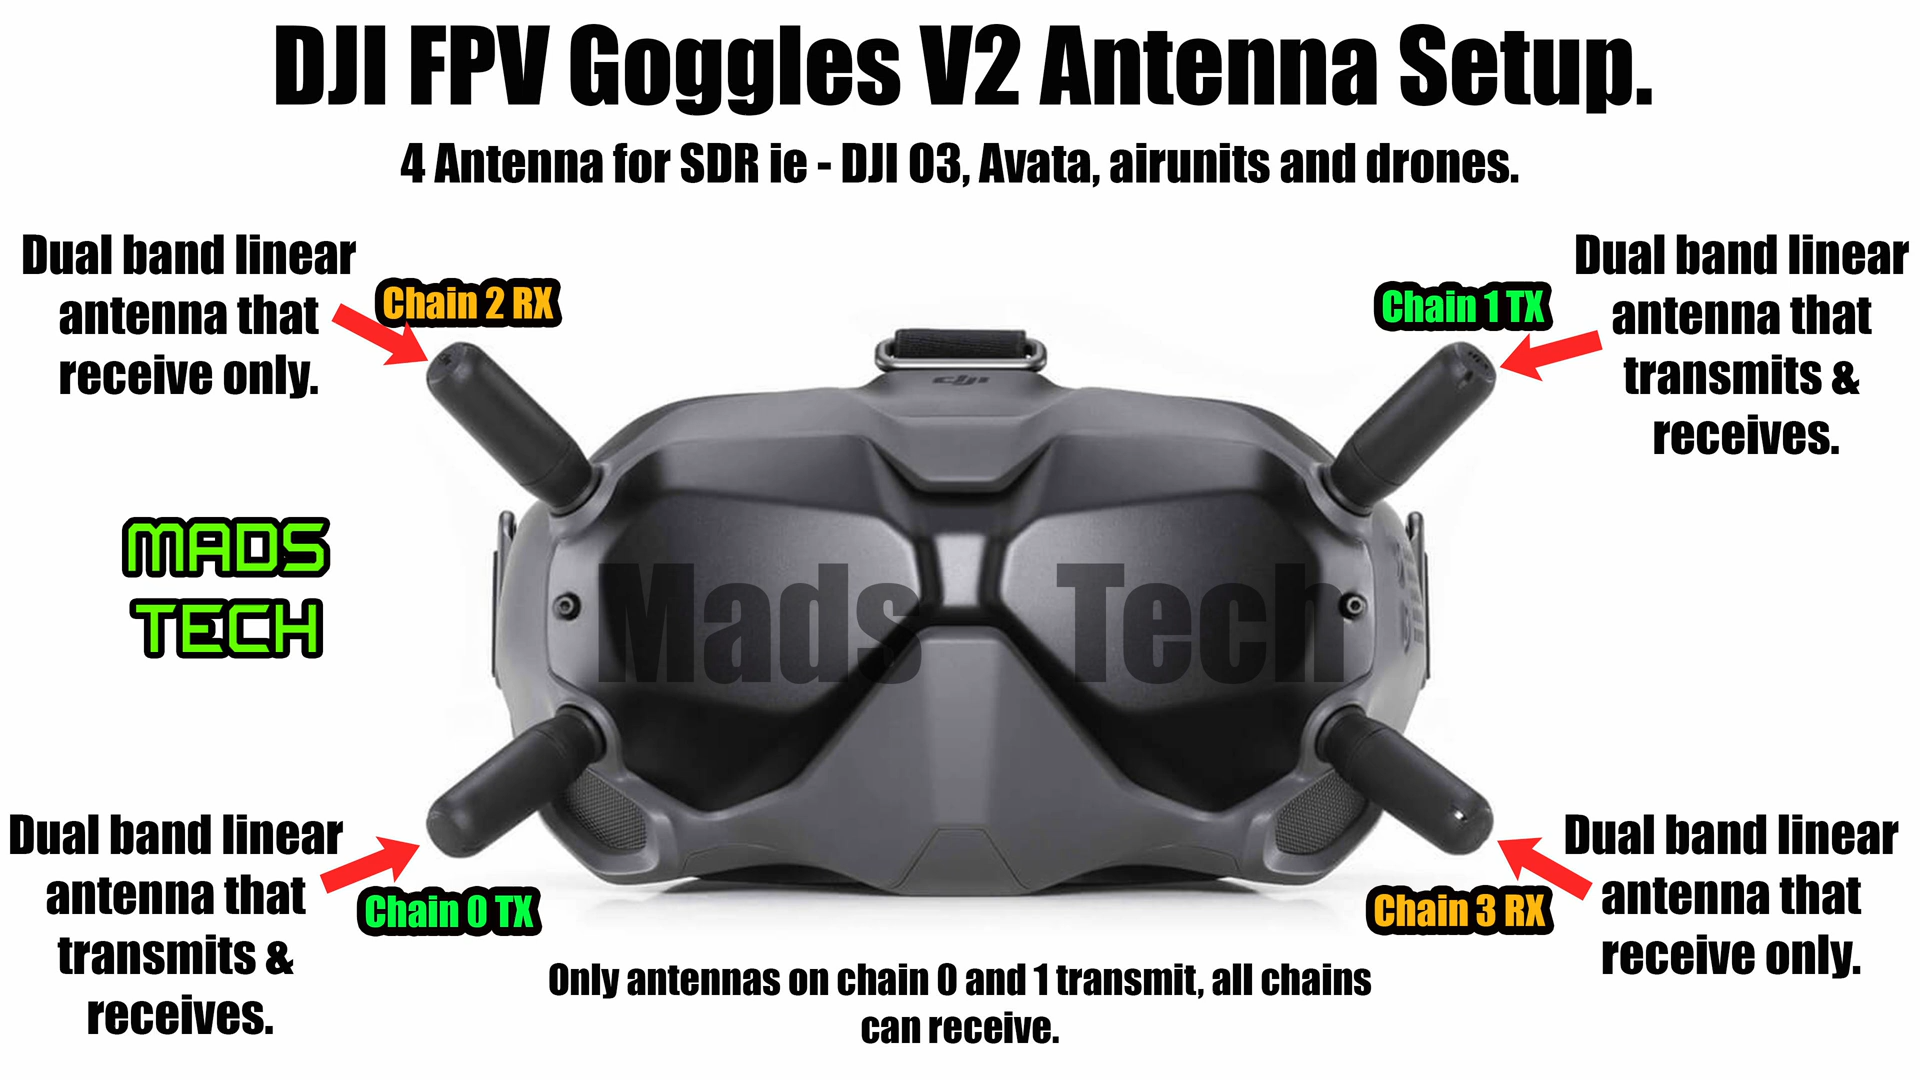 DJI FPV Goggles V2 Antenna Setup.
4 Antenna for SDR ie - DJI O3, Avata, airunits and drones.
Dual band linear
antenna that
receive only.
Chain 2 RX
Chain 1 TX
Dual band linear
antenna that
transmits &
receives.
dji
MADS
TECH
Mads Tech
Dual band linear
antenna that
transmits &
receives.
Chain 0 TX
Chain 3 RX
Dual band linear
antenna that
receive only.
Only antennas on chain 0 and 1 transmit, all chains
can receive.